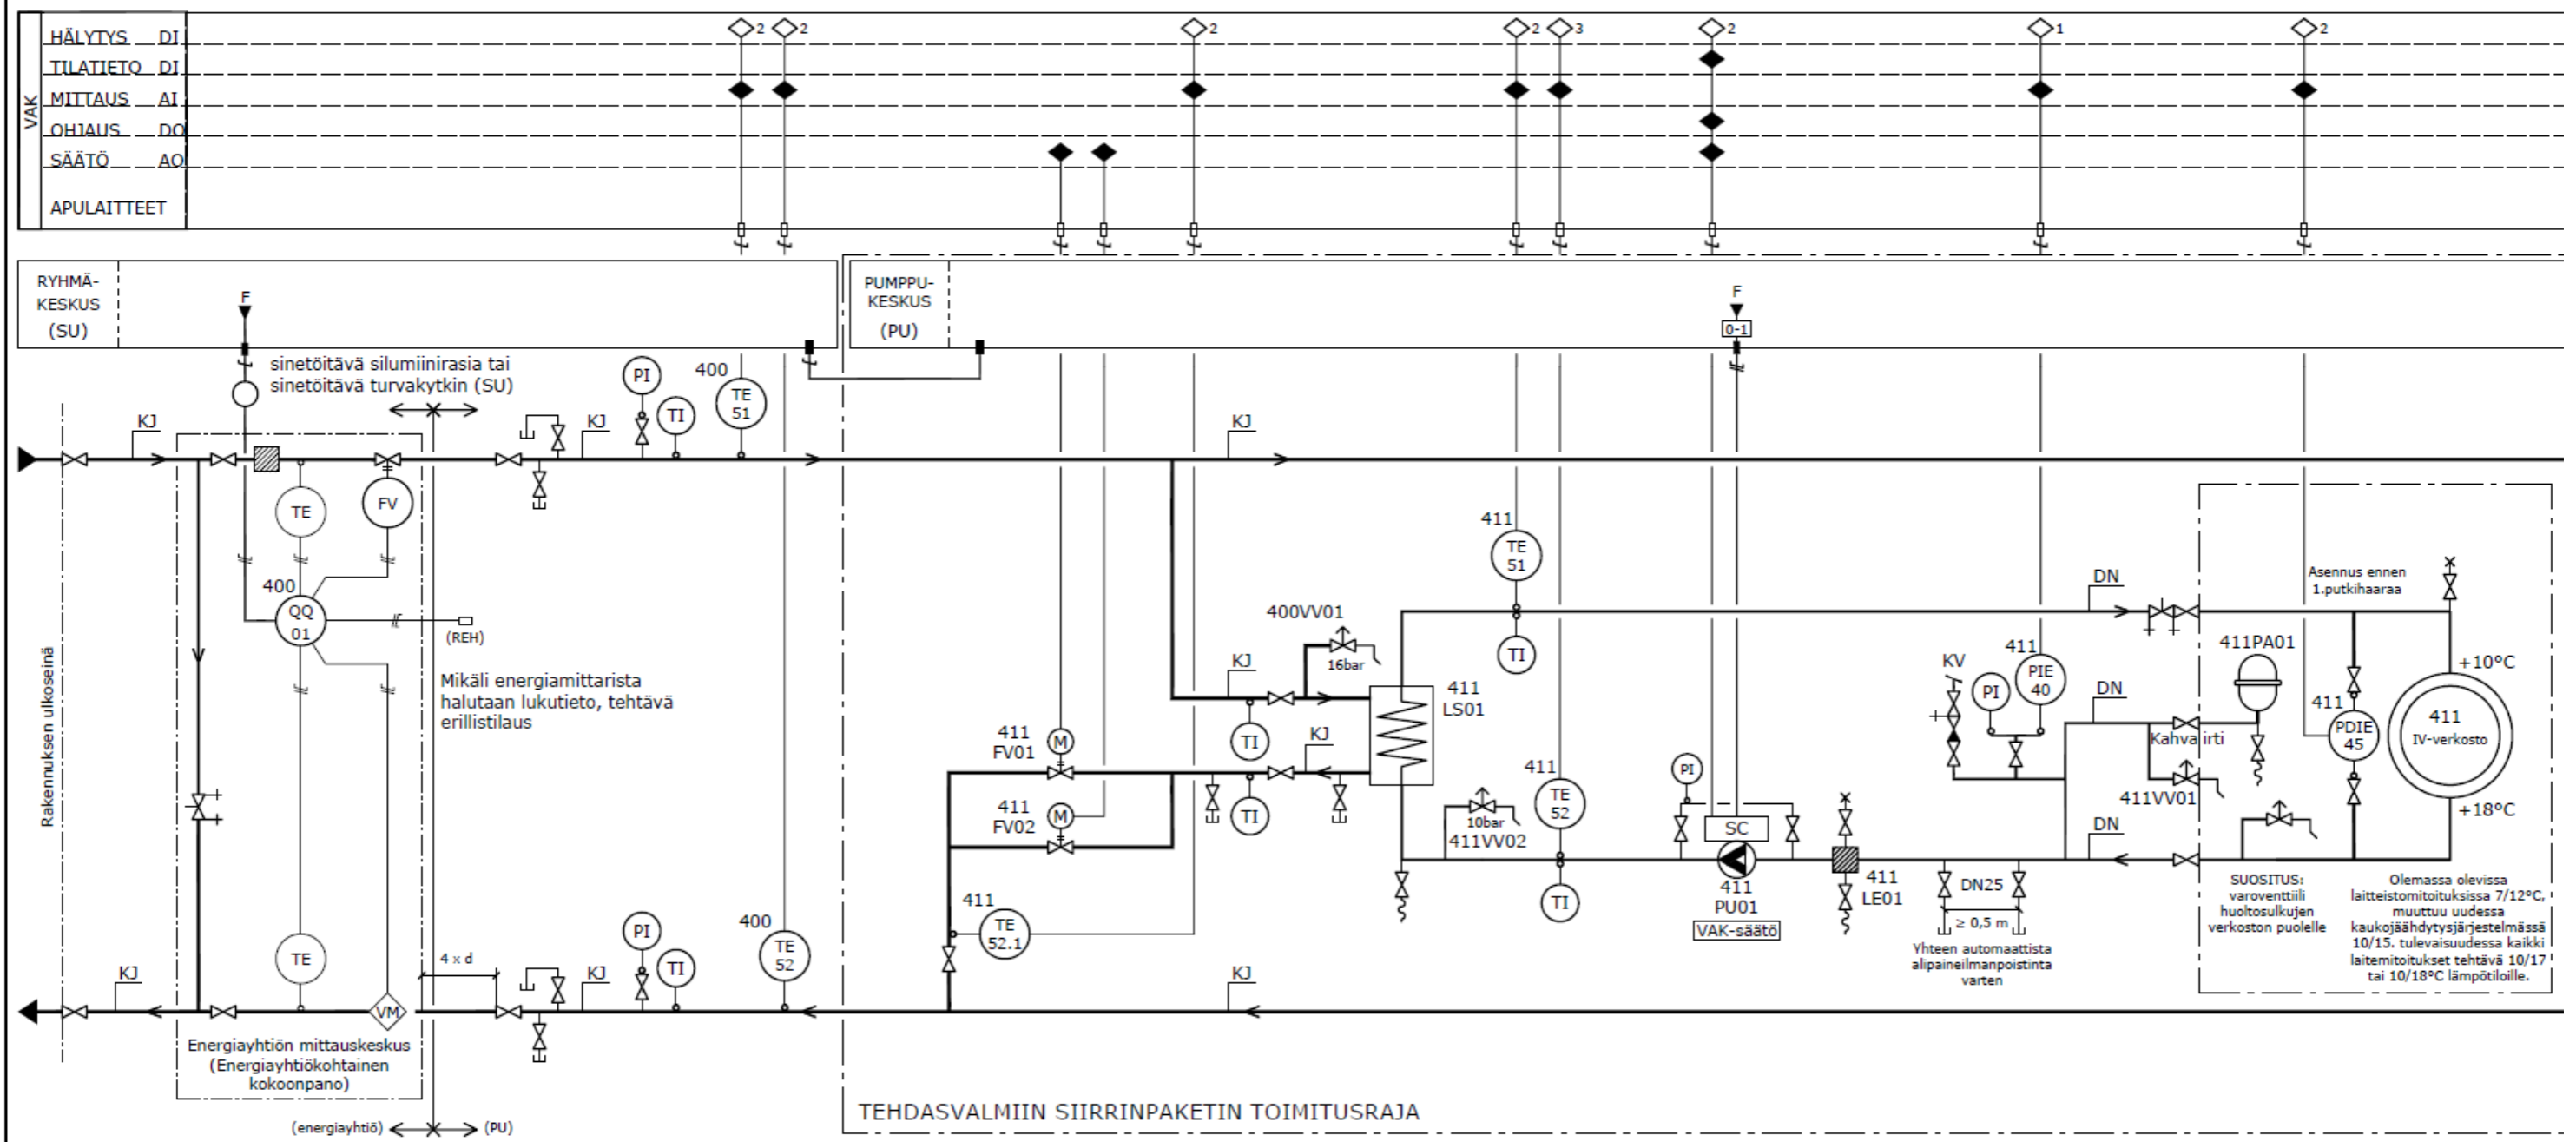 VAK
HÄLYTYS DI
TILATIETO DI
MITTAUS AI
OHJAUS DO
SÄÄTÖ AO
APULAITTEET
2
2
2
2
3
2
1
2
RYHMÄ-
KESKUS
(SU)
F
PUMPPU-
KESKUS
(PU)
F
0-1
sinetöitävä silumiinirasia tai
sinetöitävä turvakytkin (SU)
PI
TI
400
TE
51
KJ
KJ
KJ
TE
FV
400
QQ
01
(REH)
Rakennuksen ulkoseinä
Mikäli energiamittarista
halutaan lukutieto, tehtävä
erillistilaus
TE
VM
4 x d
KJ
KJ
PI
TI
400
TE
52
KJ
Energiayhtiön mittauskeskus
(Energiayhtiökohtainen
kokoonpano)
(energiayhtiö)
(PU)
411
FV01
M
411
FV02
M
411
TE
52.1
400VV01
16bar
KJ
TI
KJ
TI
411
LS01
411
TE
51
TI
411
TE
52
TI
10bar
411VV02
PI
SC
411
PU01
VAK-säätö
411
LE01
DN25
≥ 0,5 m
Yhteen automaattista
alipaineilmanpoistinta
varten
KV
PI
411
PIE
40
DN
DN
DN
Kahva irti
411VV01
411PA01
Asennus ennen
1.putkihaaraa
411
PDIE
45
+10°C
411
IV-verkosto
+18°C
SUOSITUS:
varoventtiili
huoltosulkujen
verkoston puolelle
Olemassa olevissa
laitteistomitoituksissa 7/12°C,
muuttuu uudessa
kaukojäähdytysjärjestelmässä
10/15. tulevaisuudessa kaikki
laitemitoitukset tehtävä 10/17
tai 10/18°C lämpötiloille.
TEHDASVALMIIN SIIRRINPAKETIN TOIMITUSRAJA